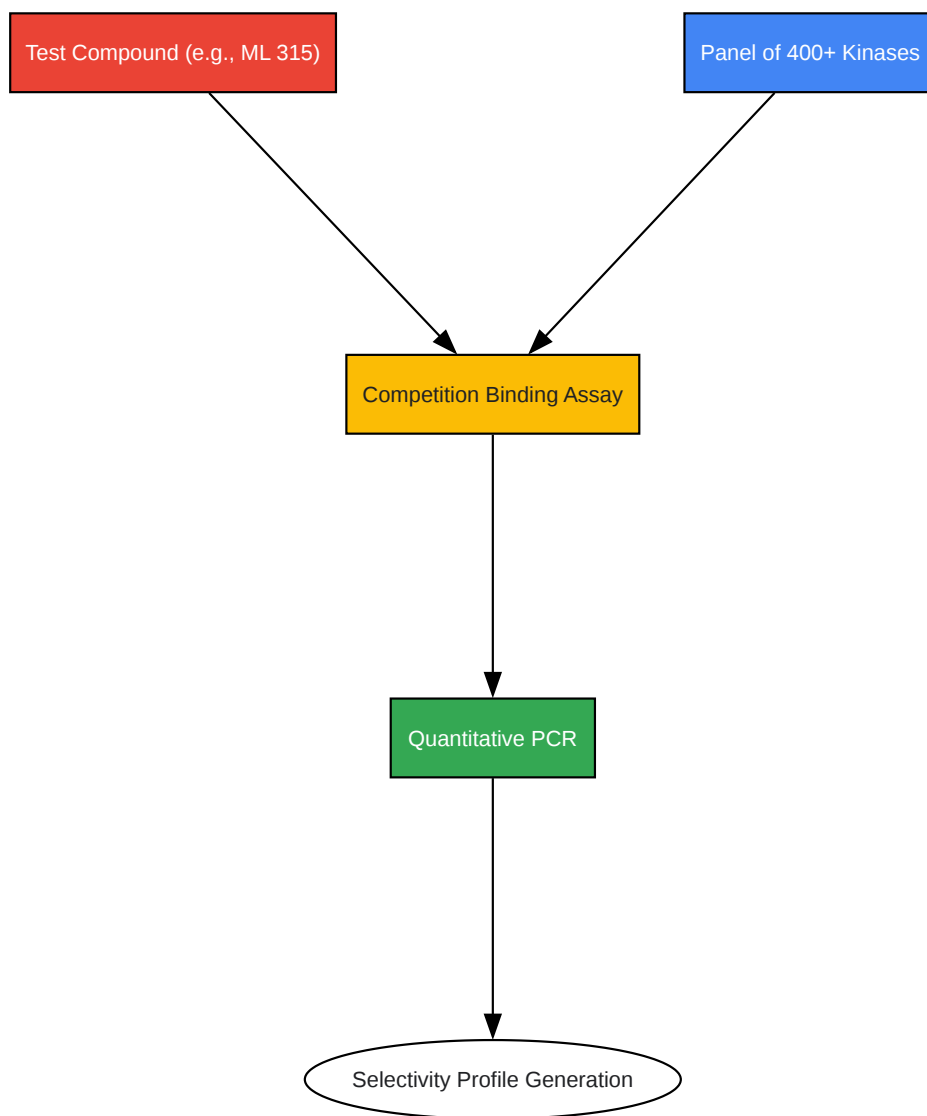 Test Compound (e.g., ML 315)
Panel of 400+ Kinases
Competition Binding Assay
Quantitative PCR
Selectivity Profile Generation